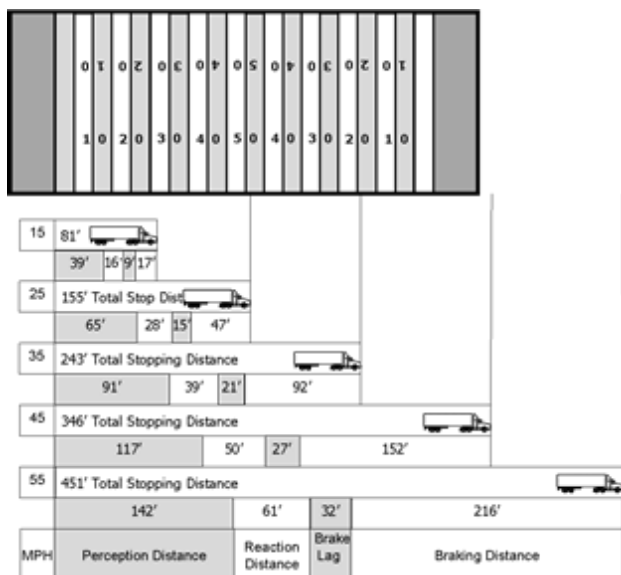 0 1 0 2 0 3 0 4 0 5 0 4 0 3 0 2 0 1
1 0 2 0 3 0 4 0 5 0 4 0 3 0 2 0 1 0
15 81'
39' 16' 9' 17'
25 155' Total Stop Dist
65' 28' 15' 47'
35 243' Total Stopping Distance
91' 39' 21' 92'
45 346' Total Stopping Distance
117' 50' 27' 152'
55 451' Total Stopping Distance
142' 61' 32' 216'
MPH Perception Distance Reaction Distance Brake Lag Braking Distance